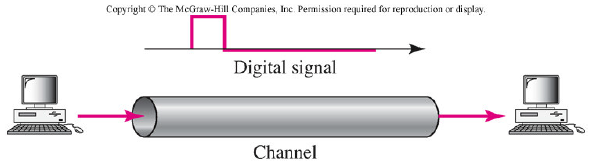 Copyright © The McGraw-Hill Companies, Inc. Permission required for reproduction or display.
Digital signal
Channel